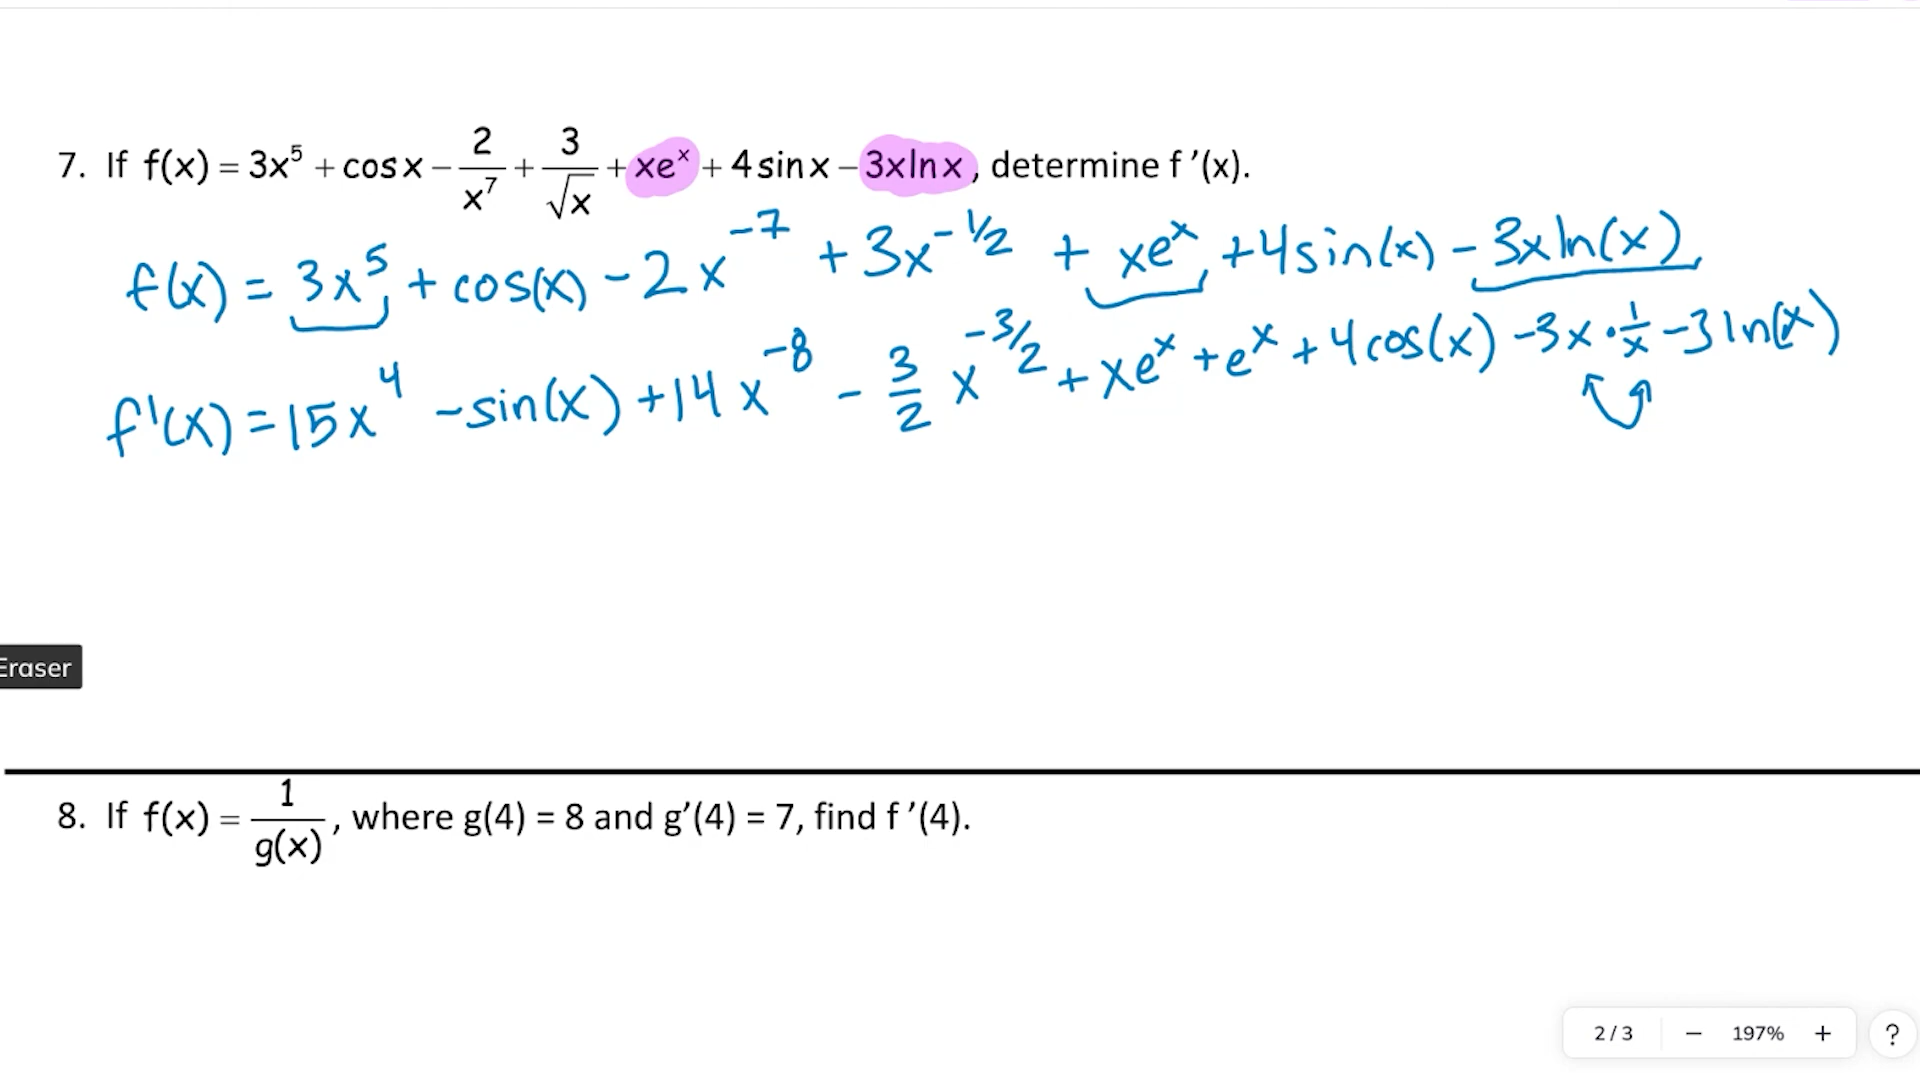 7. If f(x) = 3x⁵ + cos x − 2/x⁷ + 3/√x + xeˣ + 4 sin x − 3x ln x, determine f ′(x).
f(x) = 3x⁵ + cos(x) − 2x⁻⁷ + 3x^(−1/2) + xeˣ + 4sin(x) − 3x ln(x)
f'(x) = 15x⁴ − sin(x) + 14x⁻⁸ − 3/2 x^(−3/2) + xeˣ + eˣ + 4cos(x) − 3x · 1/x − 3 ln(x)
Eraser
8. If f(x) = 1/g(x), where g(4) = 8 and g′(4) = 7, find f ′(4).
2 / 3 − 197% + ?